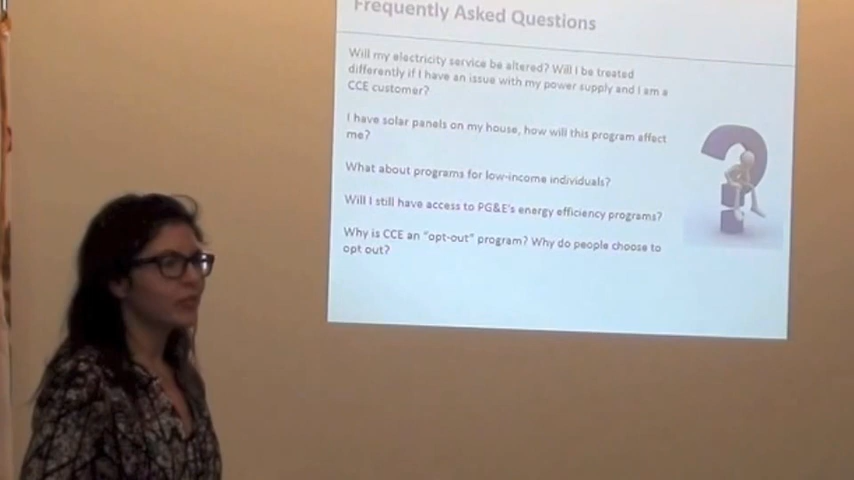 Frequently Asked Questions
Will my electricity service be altered? Will I be treated
differently if I have an issue with my power supply and I am a
CCE customer?
I have solar panels on my house, how will this program affect
me?
What about programs for low-income individuals?
Will I still have access to PG&E's energy efficiency programs?
Why is CCE an "opt-out" program? Why do people choose to
opt out?